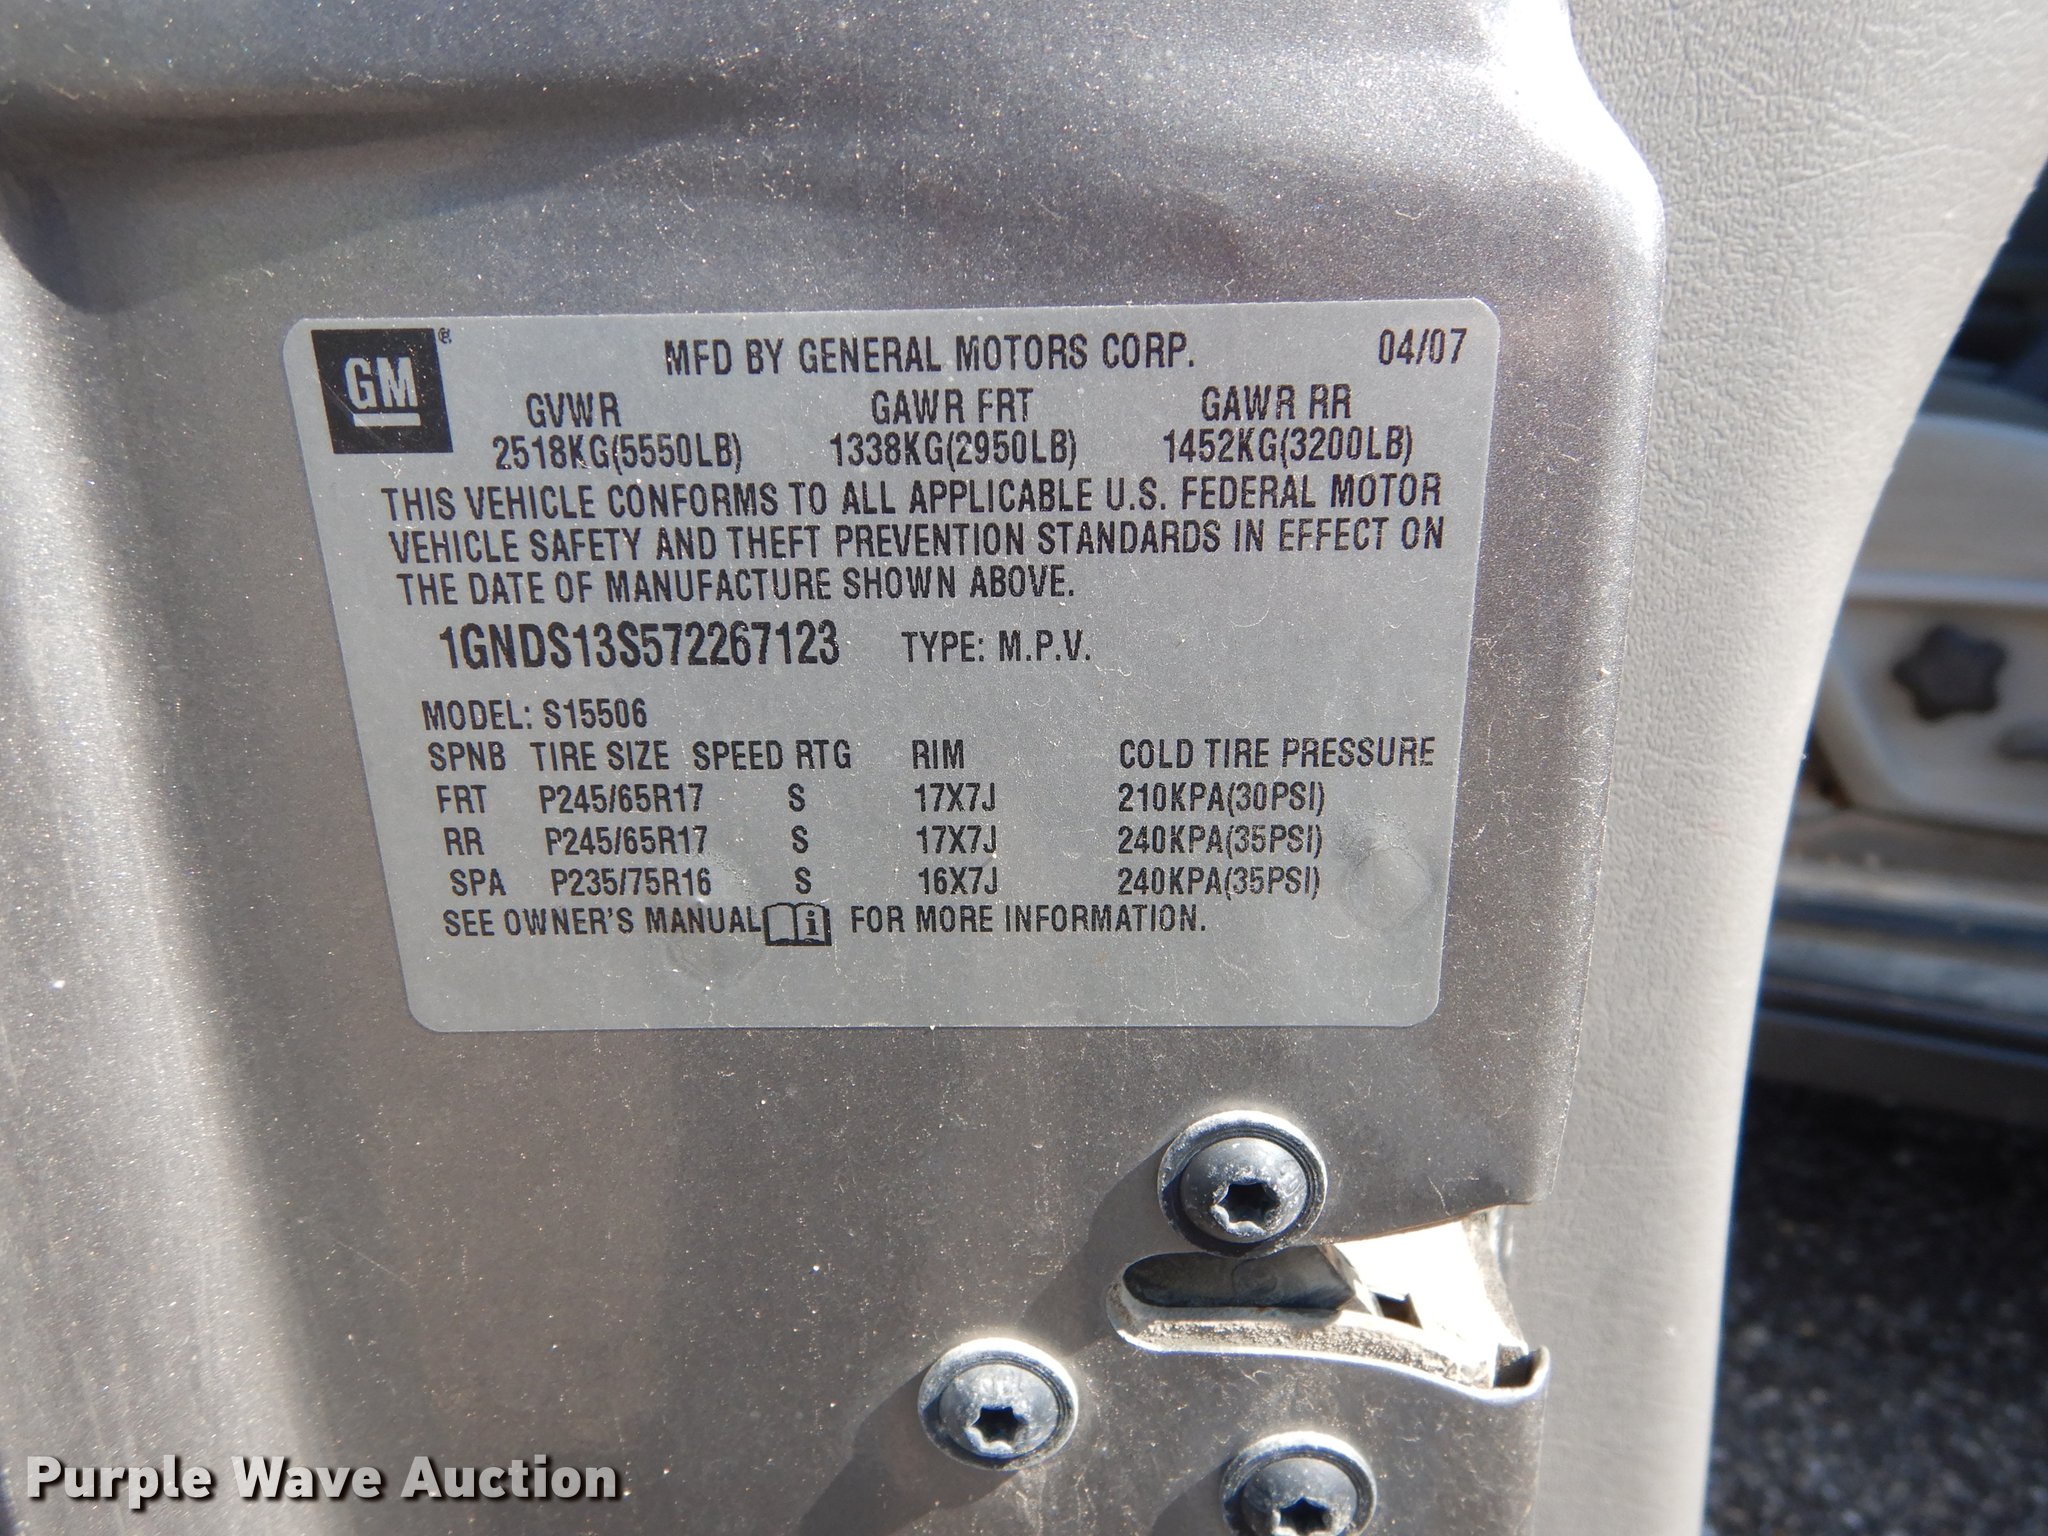 GM®
MFD BY GENERAL MOTORS CORP. 04/07
GVWR GAWR FRT GAWR RR
2518KG(5550LB) 1338KG(2950LB) 1452KG(3200LB)
THIS VEHICLE CONFORMS TO ALL APPLICABLE U.S. FEDERAL MOTOR
VEHICLE SAFETY AND THEFT PREVENTION STANDARDS IN EFFECT ON
THE DATE OF MANUFACTURE SHOWN ABOVE.
1GNDS13S572267123 TYPE: M.P.V.
MODEL: S15506
SPNB TIRE SIZE SPEED RTG RIM COLD TIRE PRESSURE
FRT P245/65R17 S 17X7J 210KPA(30PSI)
RR P245/65R17 S 17X7J 240KPA(35PSI)
SPA P235/75R16 S 16X7J 240KPA(35PSI)
SEE OWNER'S MANUAL i FOR MORE INFORMATION.
Purple Wave Auction